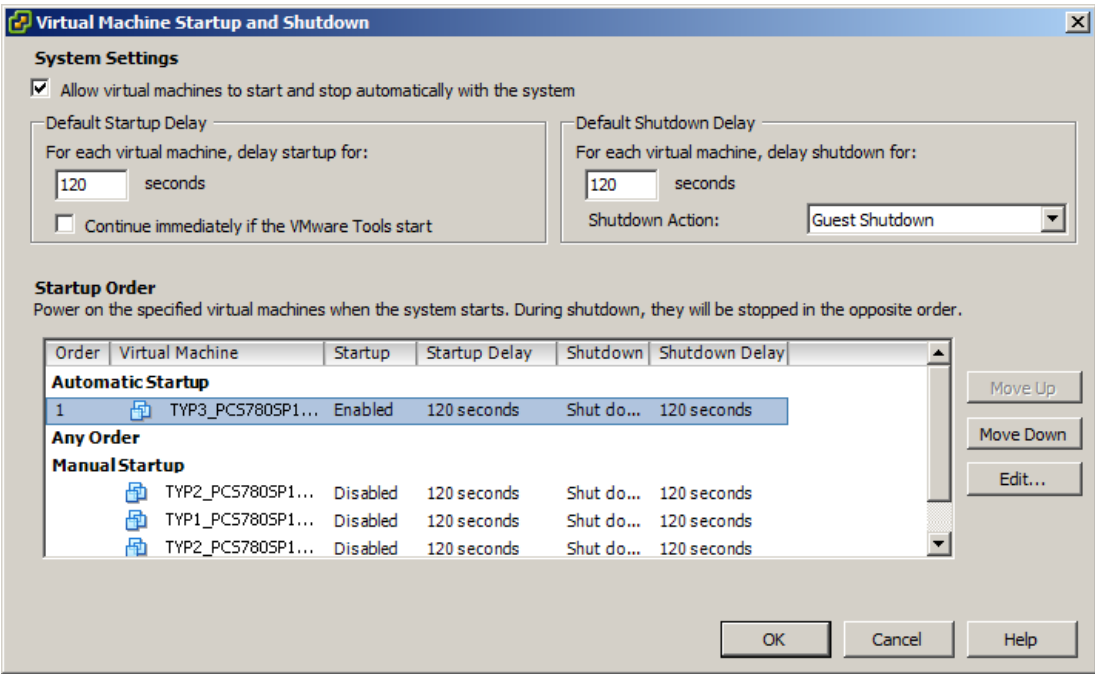 Virtual Machine Startup and Shutdown
System Settings
Allow virtual machines to start and stop automatically with the system
Default Startup Delay
For each virtual machine, delay startup for:
120 seconds
Continue immediately if the VMware Tools start
Default Shutdown Delay
For each virtual machine, delay shutdown for:
120 seconds
Shutdown Action: Guest Shutdown
Startup Order
Power on the specified virtual machines when the system starts. During shutdown, they will be stopped in the opposite order.
Order Virtual Machine Startup Startup Delay Shutdown Shutdown Delay
Automatic Startup
1 TYP3_PCS780SP1... Enabled 120 seconds Shut do... 120 seconds
Any Order
Manual Startup
TYP2_PCS780SP1... Disabled 120 seconds Shut do... 120 seconds
TYP1_PCS780SP1... Disabled 120 seconds Shut do... 120 seconds
TYP2_PCS780SP1... Disabled 120 seconds Shut do... 120 seconds
Move Up
Move Down
Edit...
OK Cancel Help